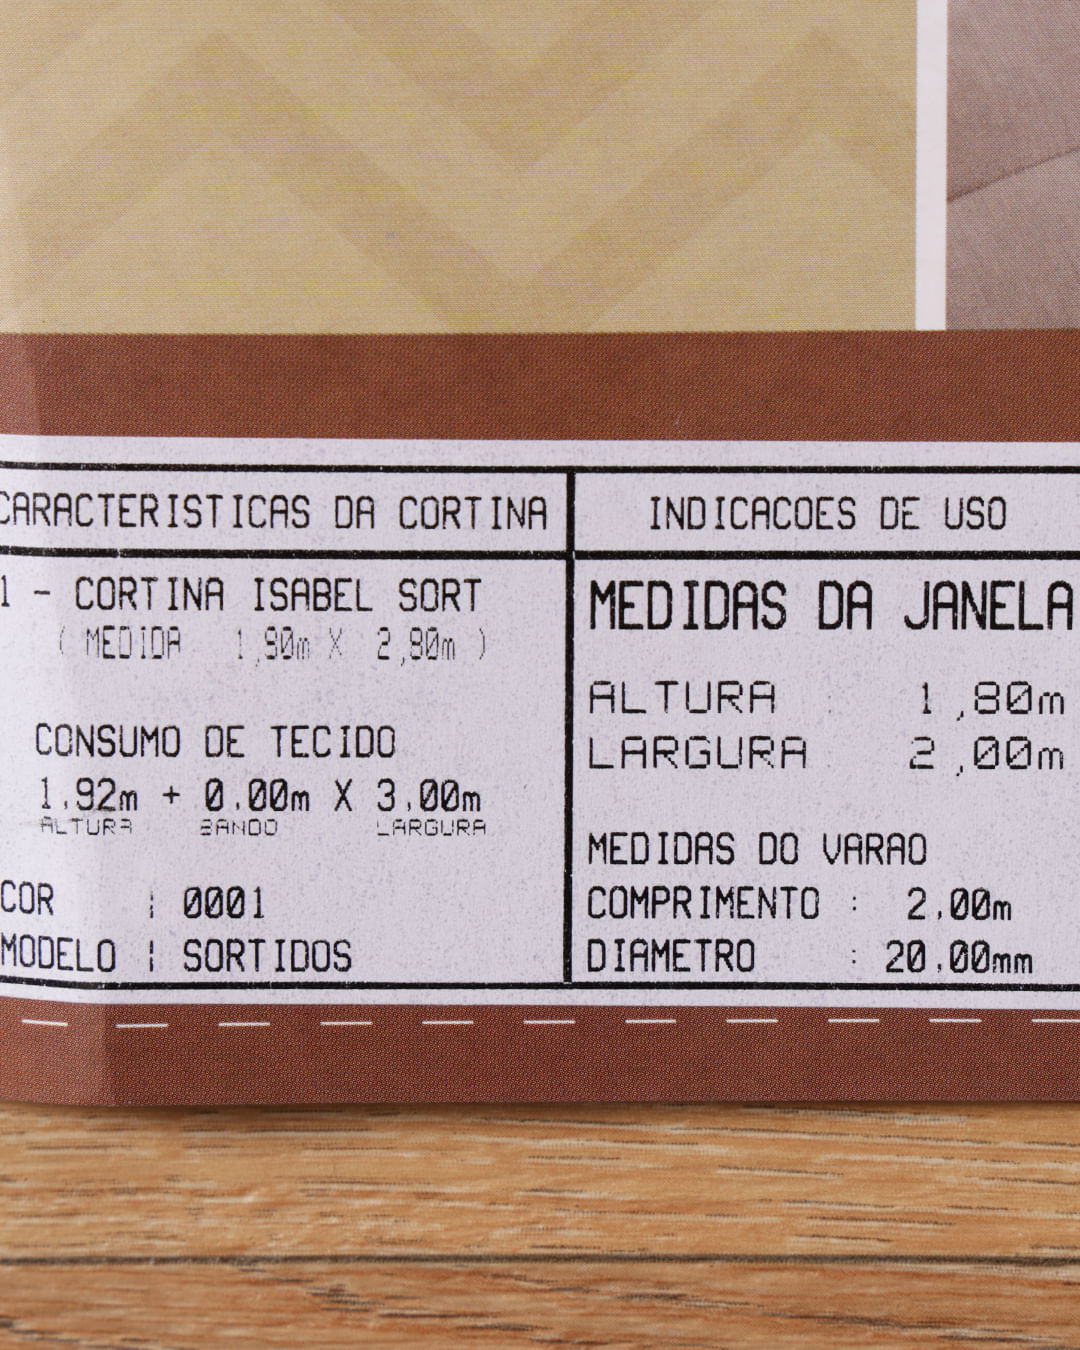 CARACTERISTICAS DA CORTINA
1 - CORTINA ISABEL SORT
( MEDIDA 1,90m X 2,80m )
CONSUMO DE TECIDO
1,92m + 0,00m X 3,00m
ALTURA BANDO LARGURA
COR : 0001
MODELO : SORTIDOS
INDICACOES DE USO
MEDIDAS DA JANELA
ALTURA : 1,80m
LARGURA : 2,00m
MEDIDAS DO VARAO
COMPRIMENTO : 2,00m
DIAMETRO : 20,00mm